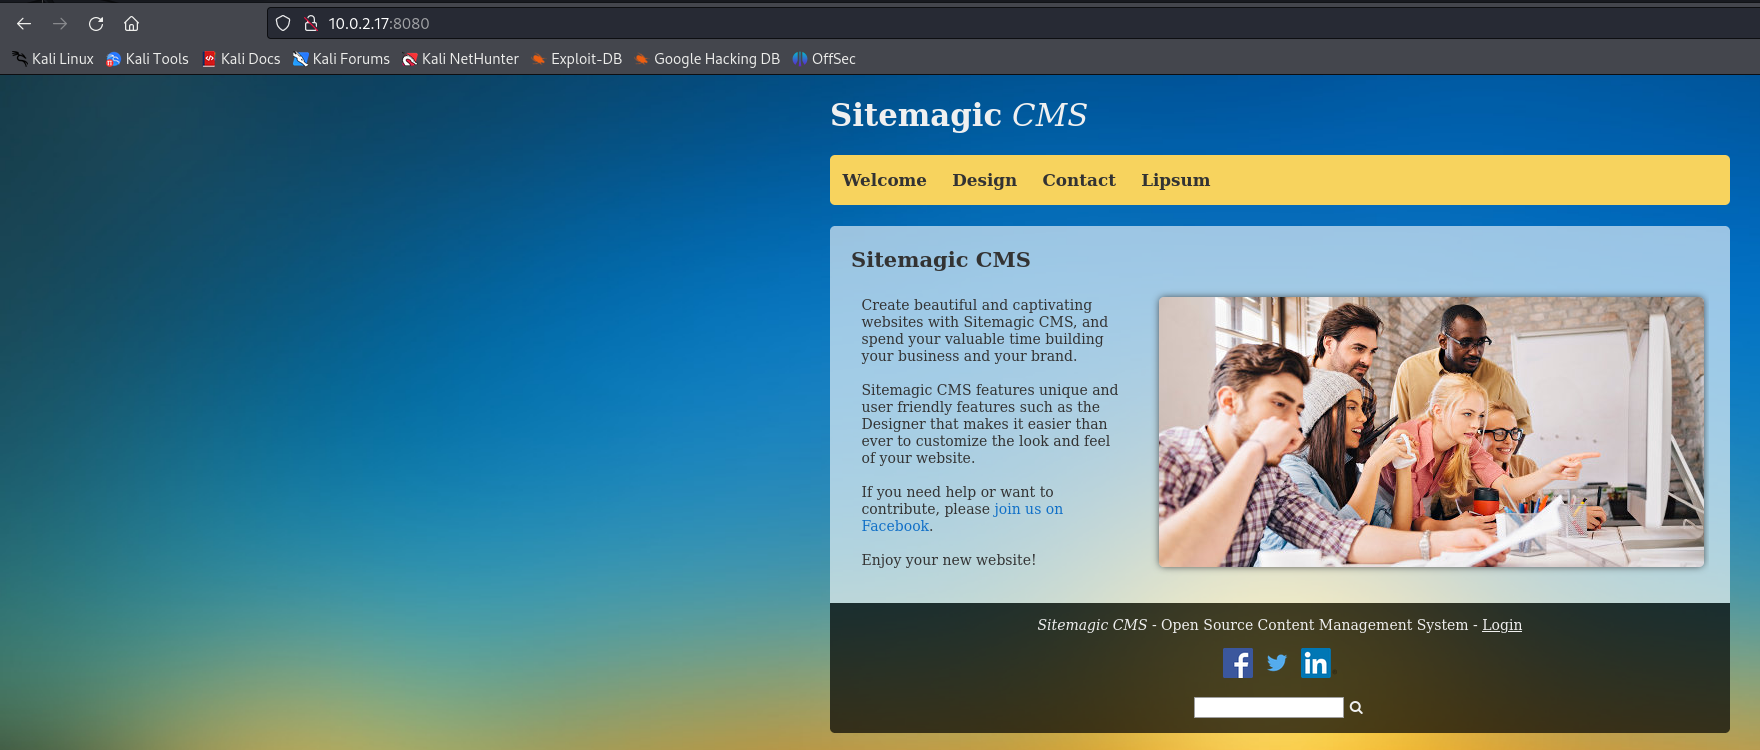 10.0.2.17:8080
Kali Linux Kali Tools Kali Docs Kali Forums Kali NetHunter Exploit-DB Google Hacking DB OffSec
Sitemagic CMS
Welcome Design Contact Lipsum
Sitemagic CMS
Create beautiful and captivating
websites with Sitemagic CMS, and
spend your valuable time building
your business and your brand.
Sitemagic CMS features unique and
user friendly features such as the
Designer that makes it easier than
ever to customize the look and feel
of your website.
If you need help or want to
contribute, please join us on
Facebook.
Enjoy your new website!
Sitemagic CMS - Open Source Content Management System - Login